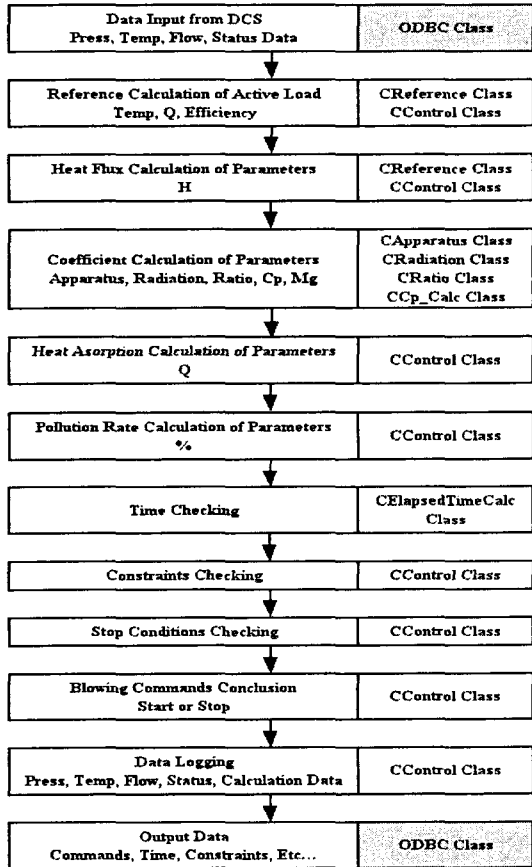 Data Input from DCS
Press, Temp, Flow, Status Data
ODBC Class
Reference Calculation of Active Load
Temp, Q, Efficiency
CReference Class
CControl Class
Heat Flux Calculation of Parameters
H
CReference Class
CControl Class
Coefficient Calculation of Parameters
Apparatus, Radiation, Ratio, Cp, Mg
CApparatus Class
CRadiation Class
CRatio Class
CCp_Calc Class
Heat Asorption Calculation of Parameters
Q
CControl Class
Pollution Rate Calculation of Parameters
%
CControl Class
Time Checking
CElapsedTimeCalc
Class
Constraints Checking
CControl Class
Stop Conditions Checking
CControl Class
Blowing Commands Conclusion
Start or Stop
CControl Class
Data Logging
Press, Temp, Flow, Status, Calculation Data
CControl Class
Output Data
Commands, Time, Constraints, Etc...
ODBC Class